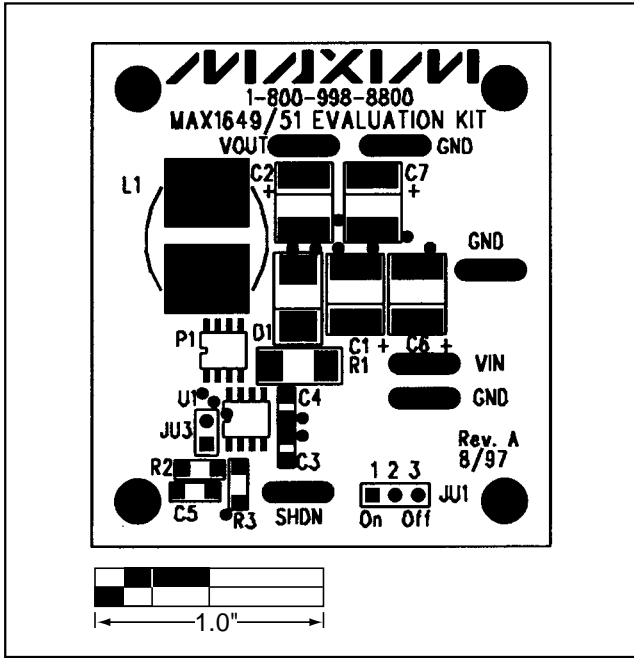 MAXIM
1-800-998-8800
MAX1649/51 EVALUATION KIT
VOUT GND
C2 + C7 +
L1
GND
D1
P1 C1 + C6 +
R1 VIN
U1 C4 GND
JU3
Rev. A
8/97
R2 C3
1 2 3
JU1
C5 R3 SHDN On Off
1.0"